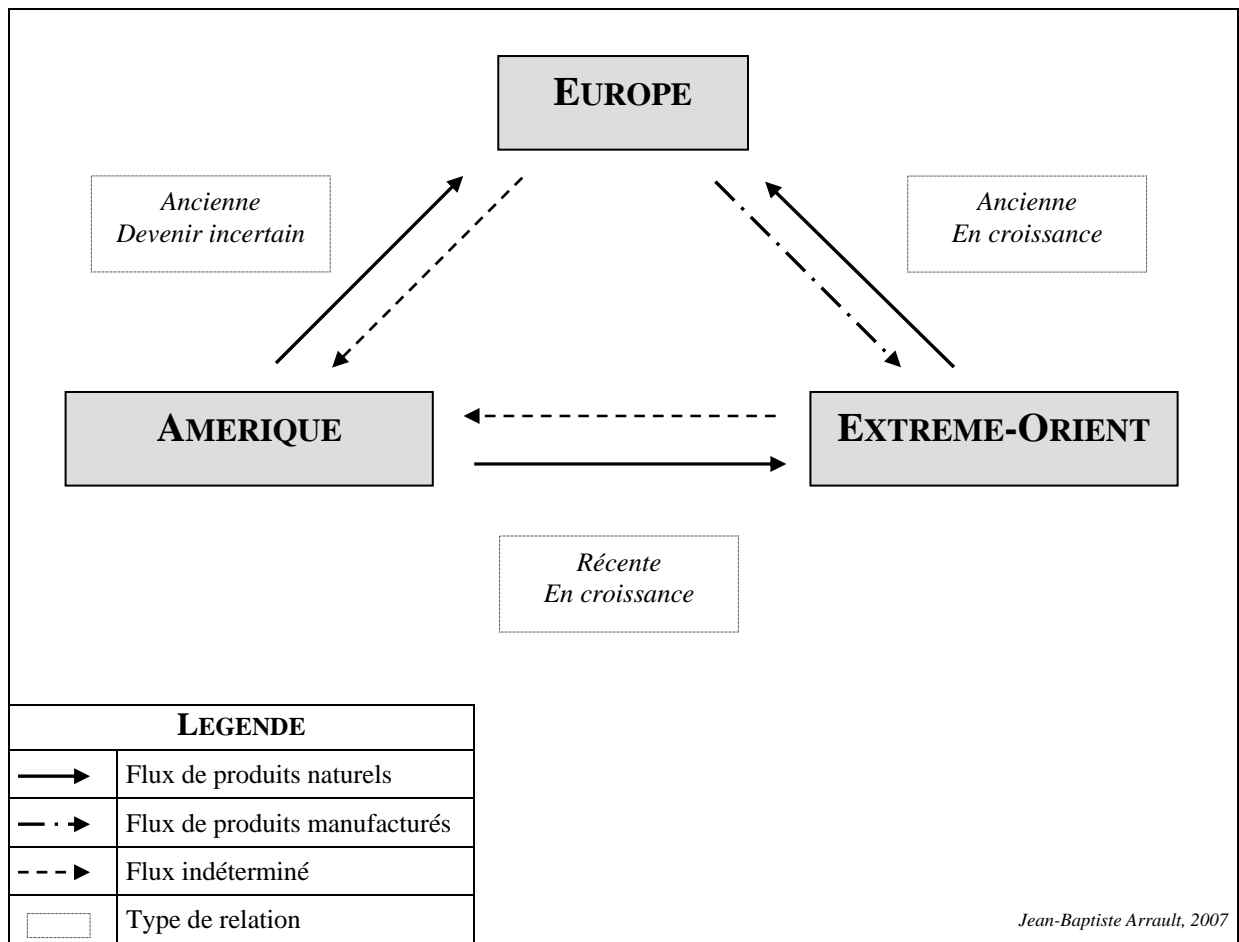 EUROPE
Ancienne
Devenir incertain
Ancienne
En croissance
AMERIQUE
EXTREME-ORIENT
Récente
En croissance
LEGENDE
Flux de produits naturels
Flux de produits manufacturés
Flux indéterminé
Type de relation
Jean-Baptiste Arrault, 2007